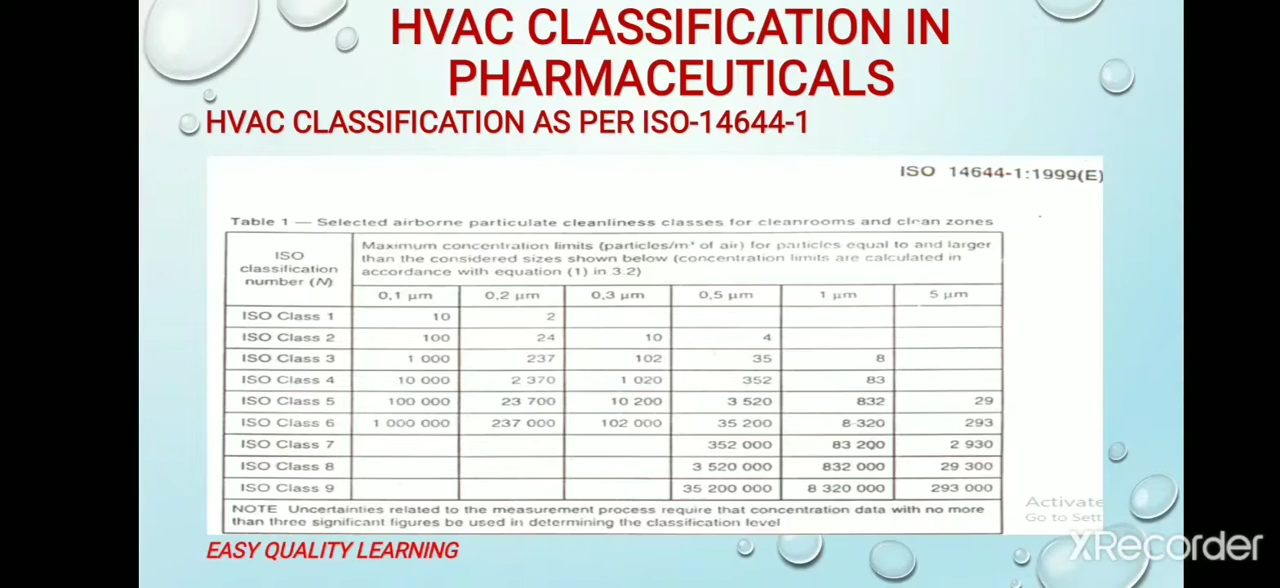 HVAC CLASSIFICATION IN
PHARMACEUTICALS
HVAC CLASSIFICATION AS PER ISO-14644-1
ISO 14644-1:1999(E)
Table 1 — Selected airborne particulate cleanliness classes for cleanrooms and clean zones
ISO classification number (N)
Maximum concentration limits (particles/m³ of air) for particles equal to and larger
than the considered sizes shown below (concentration limits are calculated in
accordance with equation (1) in 3.2)
0,1 µm 0,2 µm 0,3 µm 0,5 µm 1 µm 5 µm
ISO Class 1 10 2
ISO Class 2 100 24 10 4
ISO Class 3 1 000 237 102 35 8
ISO Class 4 10 000 2 370 1 020 352 83
ISO Class 5 100 000 23 700 10 200 3 520 832 29
ISO Class 6 1 000 000 237 000 102 000 35 200 8 320 293
ISO Class 7 352 000 83 200 2 930
ISO Class 8 3 520 000 832 000 29 300
ISO Class 9 35 200 000 8 320 000 293 000
NOTE Uncertainties related to the measurement process require that concentration data with no more
than three significant figures be used in determining the classification level
Activate
Go to Sett
EASY QUALITY LEARNING
XRecorder